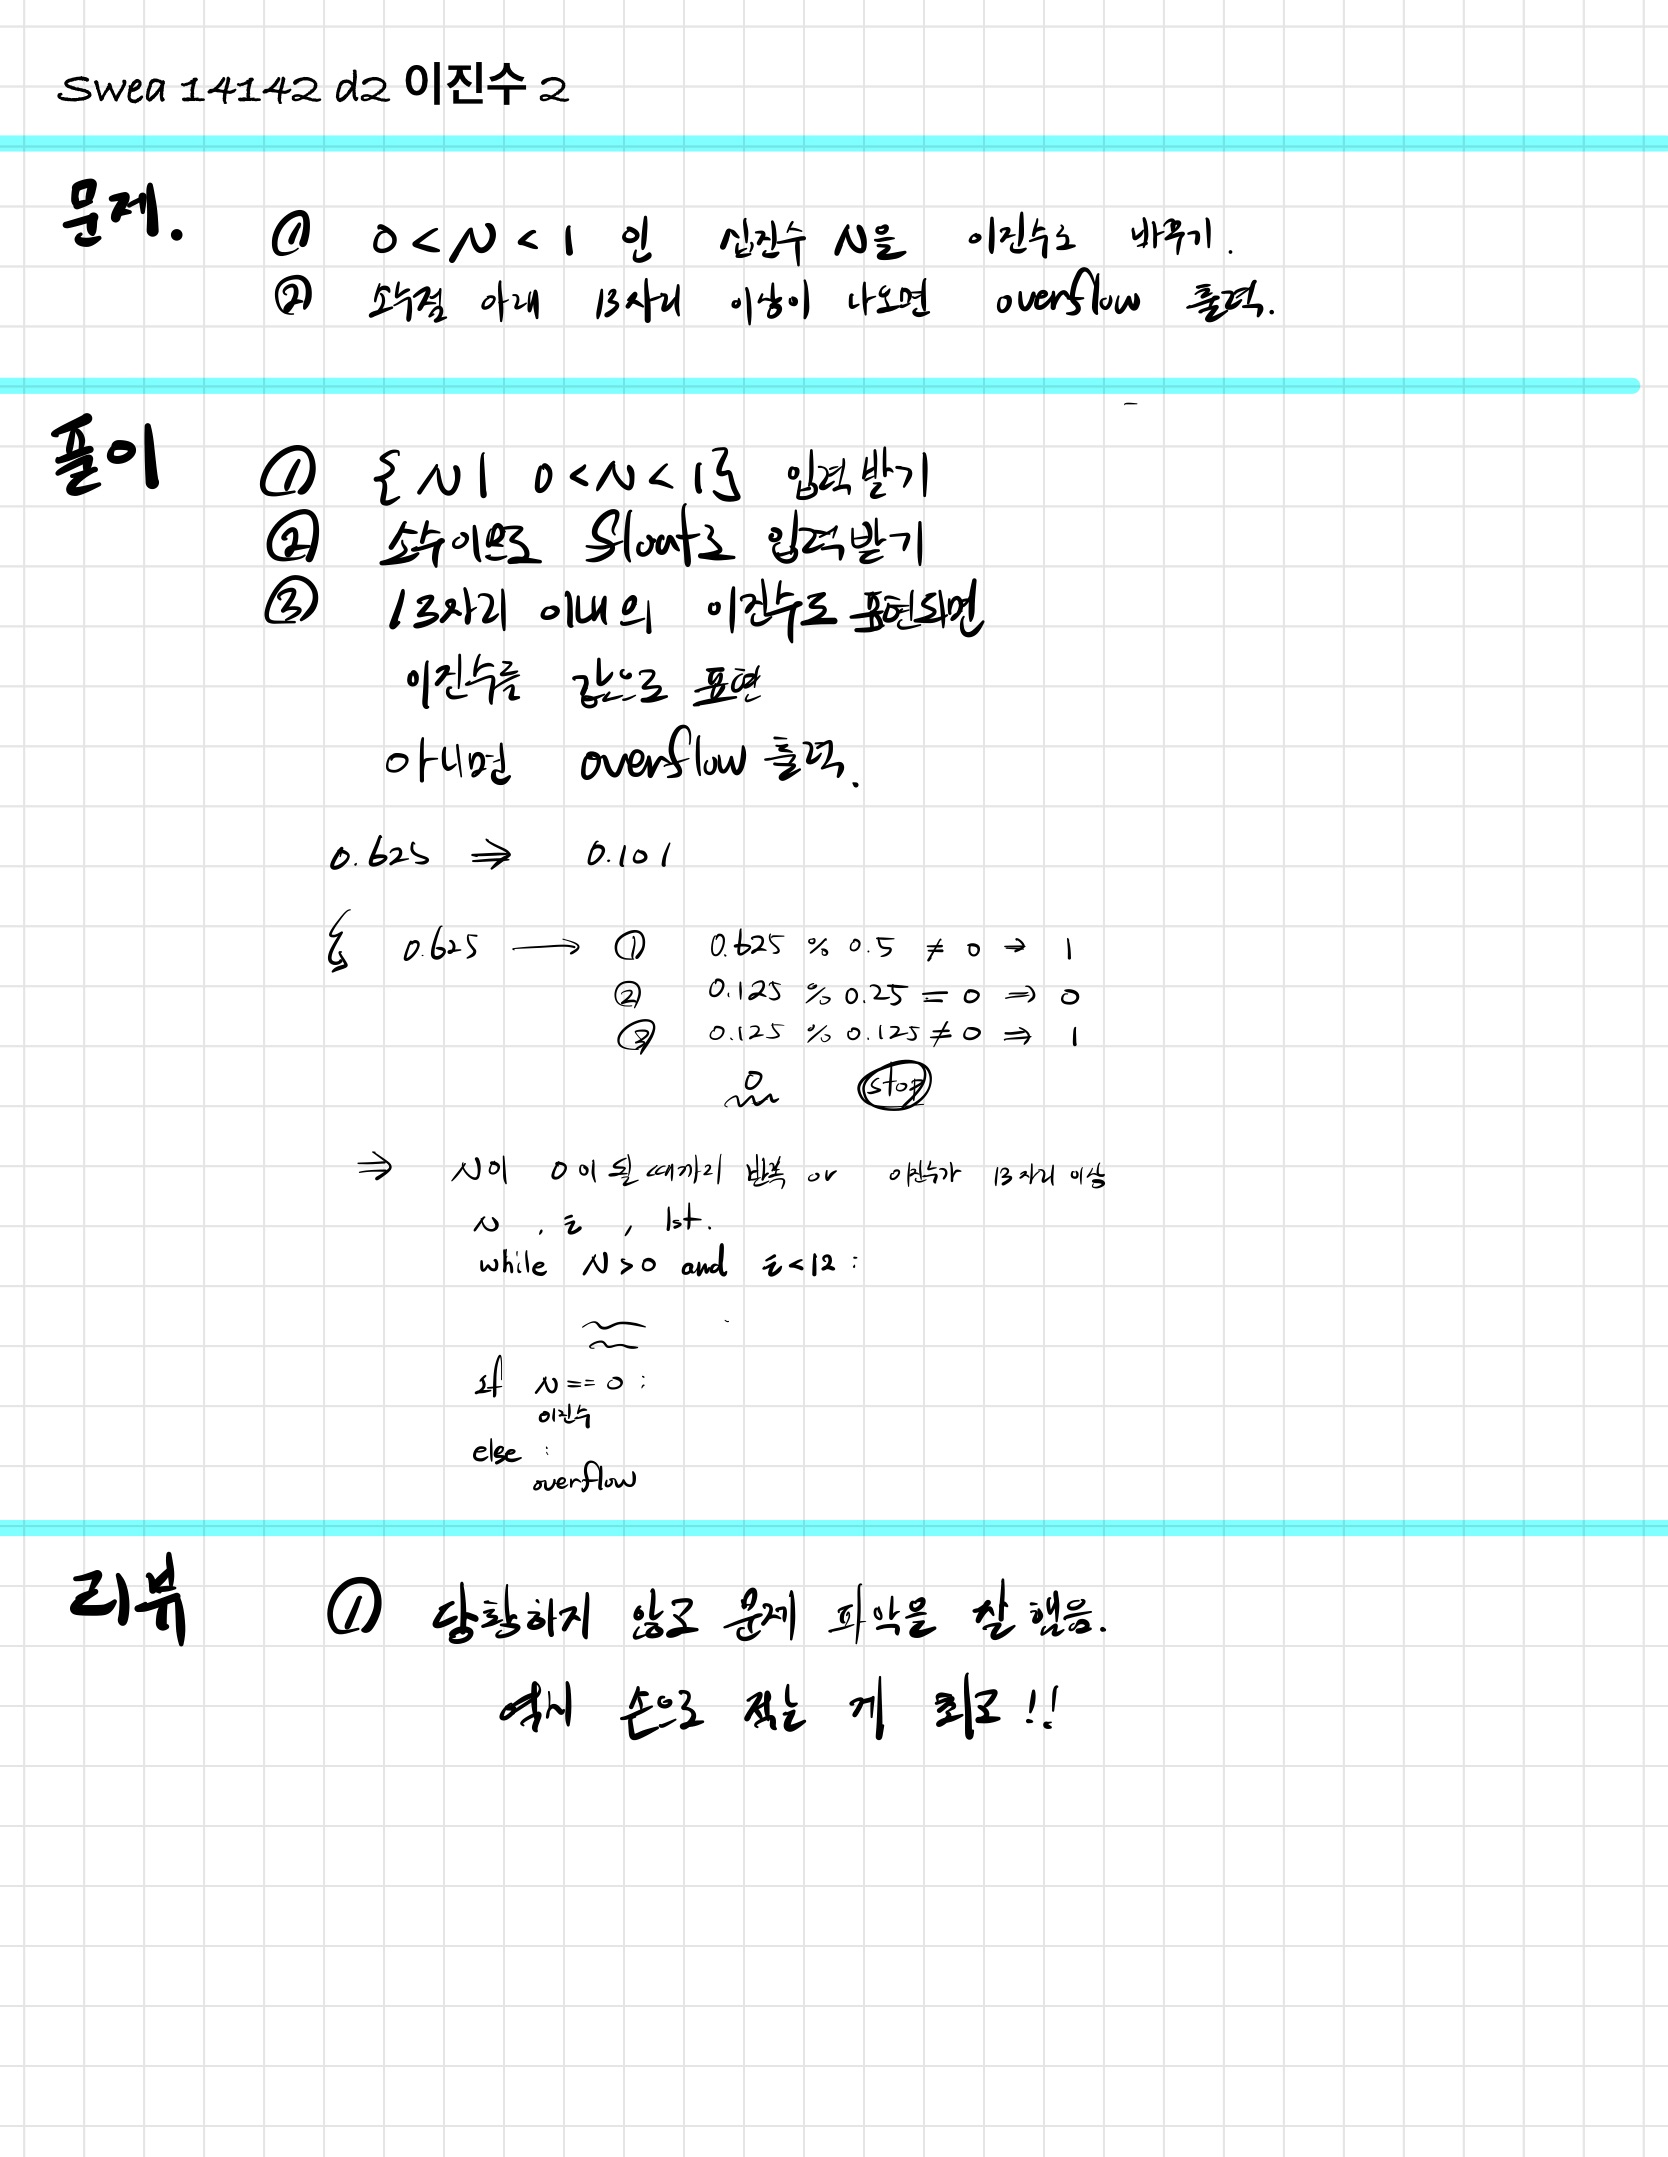 Swea 14142 d2 이진수 2
문제.
① 0 < N < 1 인 십진수 N을 이진수로 바꾸기.
② 소수점 아래 13자리 이상이 나오면 overflow 출력.
풀이
① { N | 0 < N < 1 } 입력 받기
② 소수이므로 float로 입력 받기
③ 13자리 이내의 이진수로 표현되면
이진수를 값으로 표현
아니면 overflow 출력.
0.625 ⇒ 0.101
{ 0.625 → ① 0.625 % 0.5 ≠ 0 ⇒ 1
② 0.125 % 0.25 = 0 ⇒ 0
③ 0.125 % 0.125 ≠ 0 ⇒ 1
0 stop
⇒ N이 0이 될 때까지 반복 or 이진수가 13자리 이상
N , i , lst.
while N > 0 and i < 12 :
if N == 0 :
이진수
else :
overflow
리뷰
① 당황하지 않고 문제 파악을 잘 했음.
역시 손으로 적는 게 최고!!